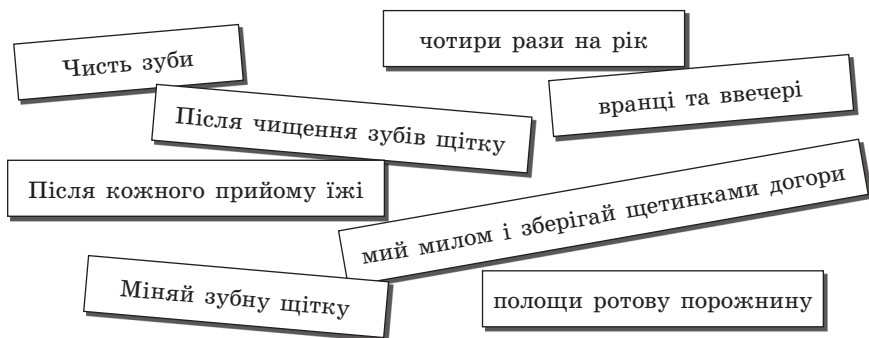 Чисть зуби
чотири рази на рік
вранці та ввечері
Після чищення зубів щітку
Після кожного прийому їжі
мий милом і зберігай щетинками догори
Міняй зубну щітку
полощи ротову порожнину